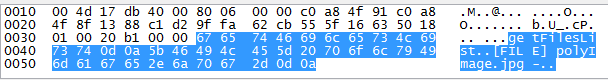 0010 00 4d 17 db 40 00 80 06 00 00 c0 a8 4f 91 c0 a8 .M..@... ....O...
0020 4f 8f 13 88 c1 d2 9f fa 62 cb 55 5f 16 63 50 18 O....... b.U_.cP.
0030 01 00 20 b1 00 00 67 65 74 46 69 6c 65 73 4c 69 .. ...ge tFilesLi
0040 73 74 0d 0a 5b 46 49 4c 45 5d 20 70 6f 6c 79 49 st..[FIL E] polyI
0050 6d 61 67 65 2e 6a 70 67 2d 0d 0a mage.jpg -..